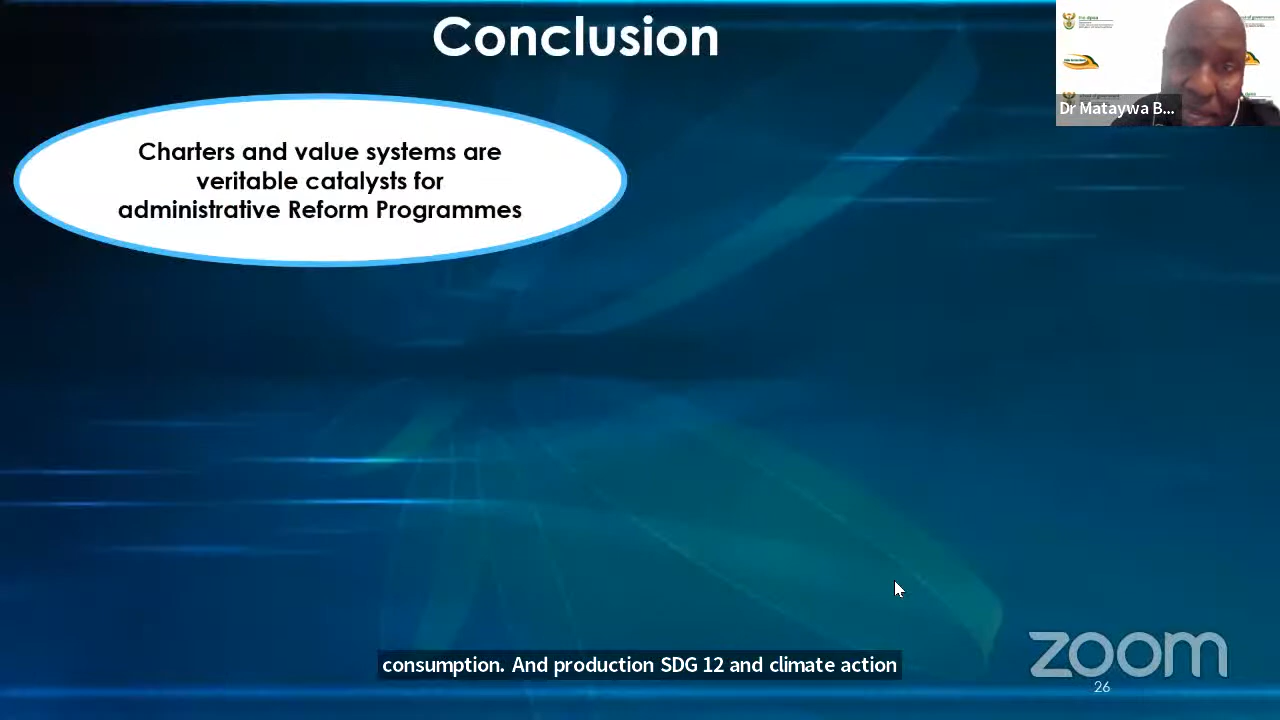 Conclusion
Charters and value systems are
veritable catalysts for
administrative Reform Programmes
Dr Mataywa B...
consumption. And production SDG 12 and climate action
zoom
26